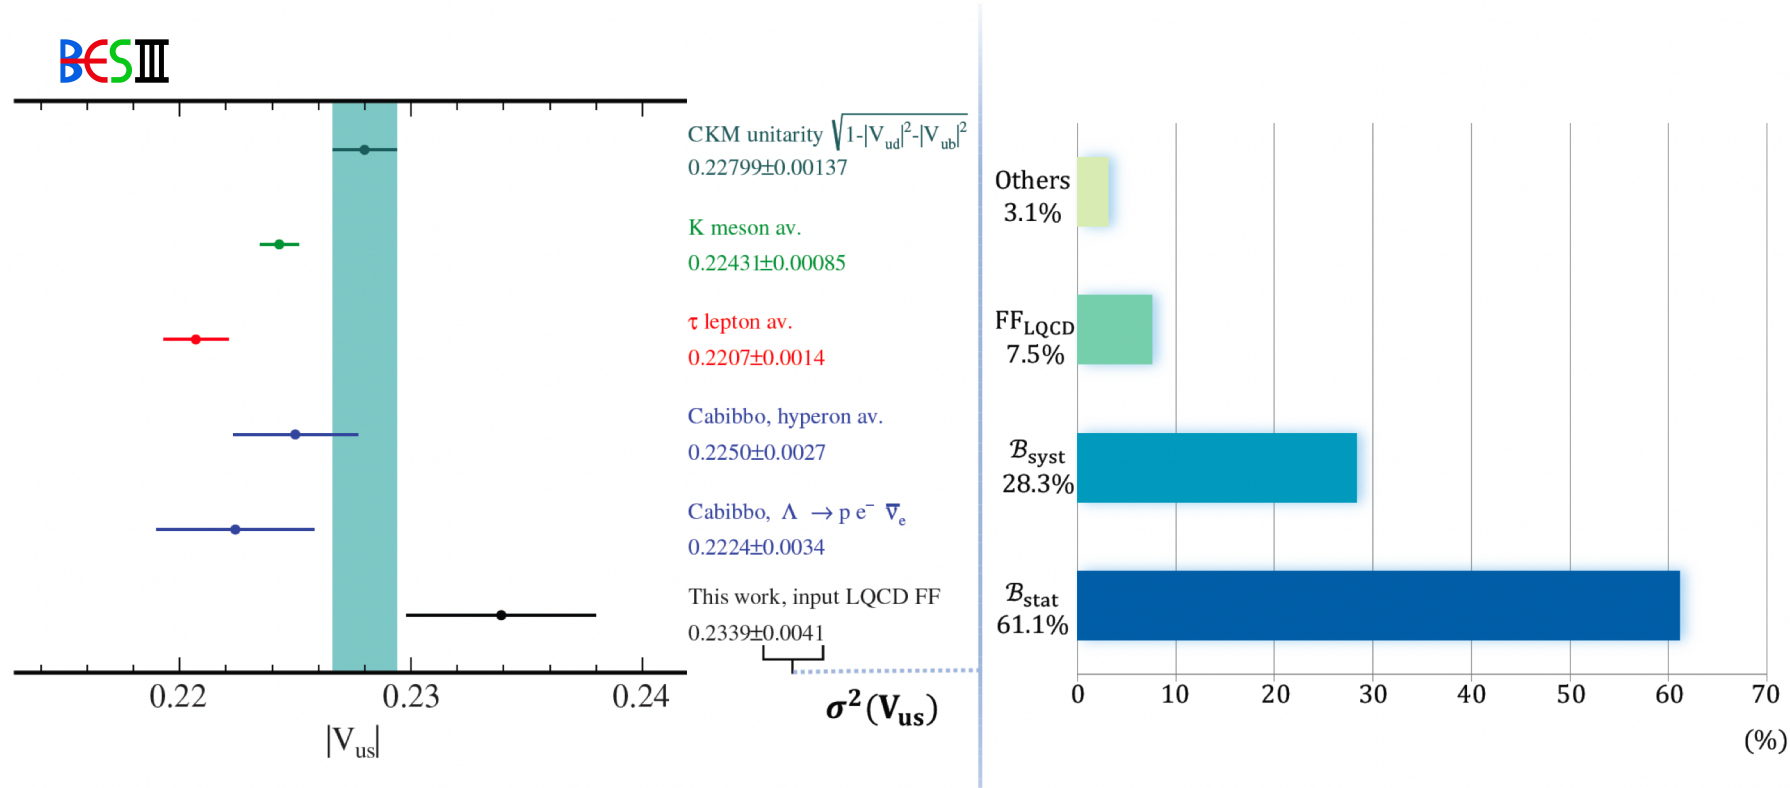 BESIII
CKM unitarity √1-|V_ud|²-|V_ub|²
0.22799±0.00137
K meson av.
0.22431±0.00085
τ lepton av.
0.2207±0.0014
Cabibbo, hyperon av.
0.2250±0.0027
Cabibbo, Λ → p e⁻ ν̅_e
0.2224±0.0034
This work, input LQCD FF
0.2339±0.0041
0.22 0.23 0.24
|V_us|
σ²(V_us)
Others
3.1%
FF_LQCD
7.5%
ℬ_syst
28.3%
ℬ_stat
61.1%
0 10 20 30 40 50 60 70
(%)